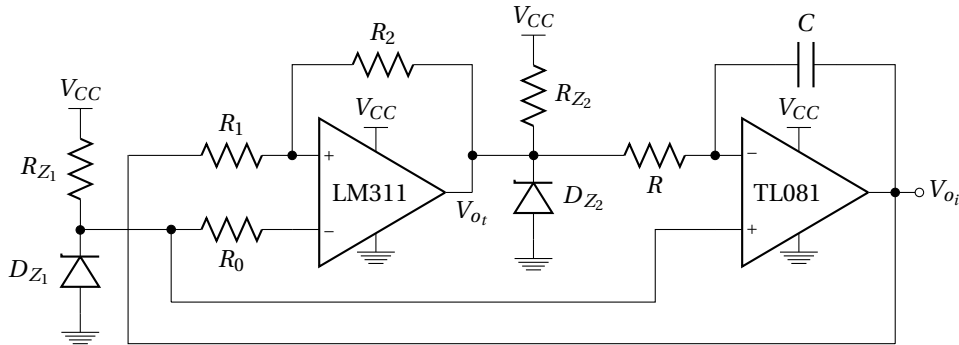 V_CC
R_Z1
D_Z1
R_1
R_0
R_2
V_CC
+
LM311
−
V_ot
V_CC
R_Z2
D_Z2
R
C
V_CC
−
TL081
+
V_oi